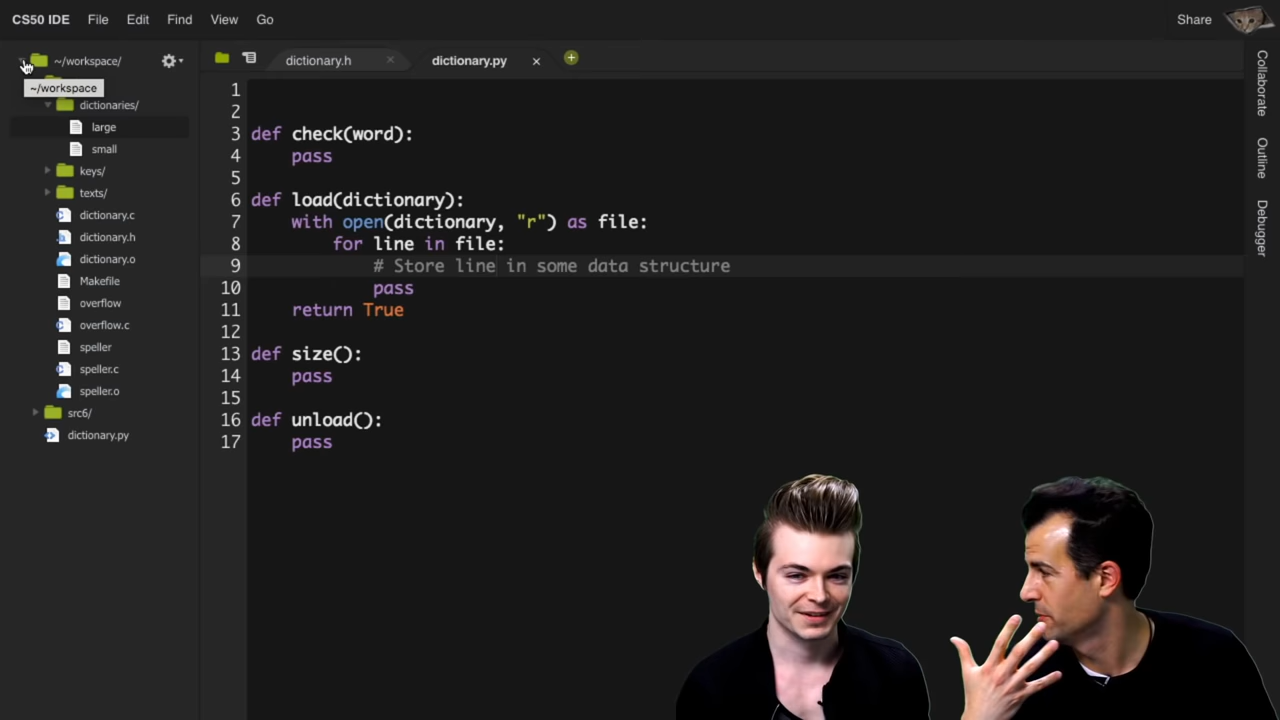 CS50 IDE File Edit Find View Go Share
~/workspace/
~/workspace
dictionaries/
large
small
keys/
texts/
dictionary.c
dictionary.h
dictionary.o
Makefile
overflow
overflow.c
speller
speller.c
speller.o
src6/
dictionary.py
dictionary.h × dictionary.py ×
1
2
3 def check(word):
4 pass
5
6 def load(dictionary):
7 with open(dictionary, "r") as file:
8 for line in file:
9 # Store line in some data structure
10 pass
11 return True
12
13 def size():
14 pass
15
16 def unload():
17 pass
Collaborate
Outline
Debugger